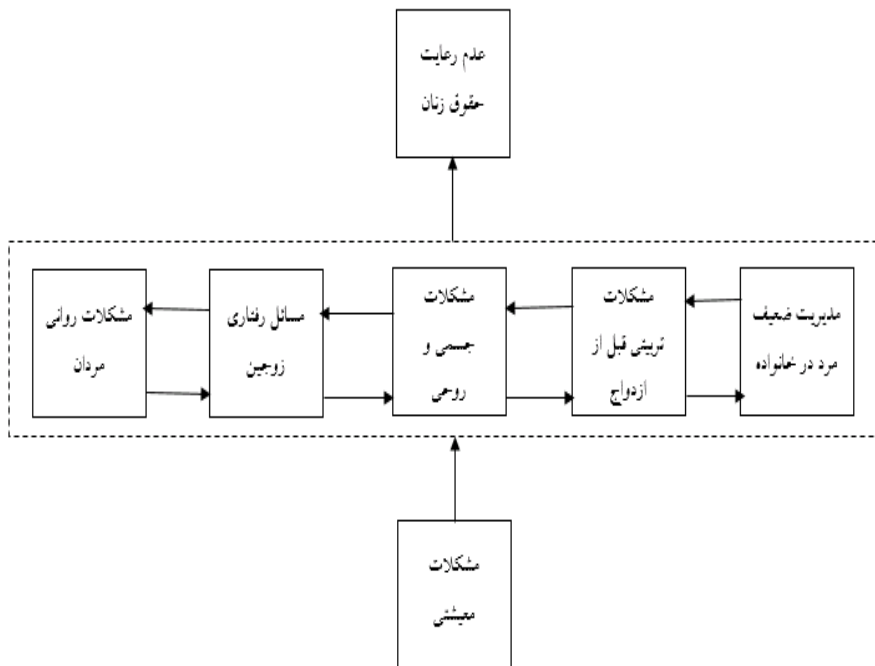 عدم رعایت
حقوق زنان
مدیریت ضعیف
مرد در خانواده
مشکلات
تربیتی قبل از
ازدواج
مشکلات
جسمی و
روحی
مسائل رفتاری
زوجین
مشکلات روانی
مردان
مشکلات
معیشتی